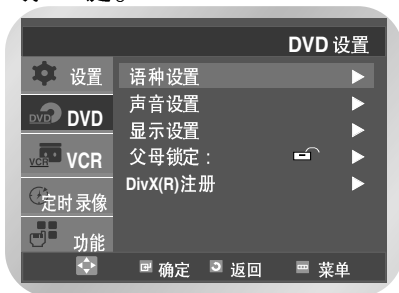 DVD 设置
设置
DVD
VCR
定时录像
功能
语种设置
声音设置
显示设置
父母锁定 :
DivX(R)注册
确定 返回 菜单